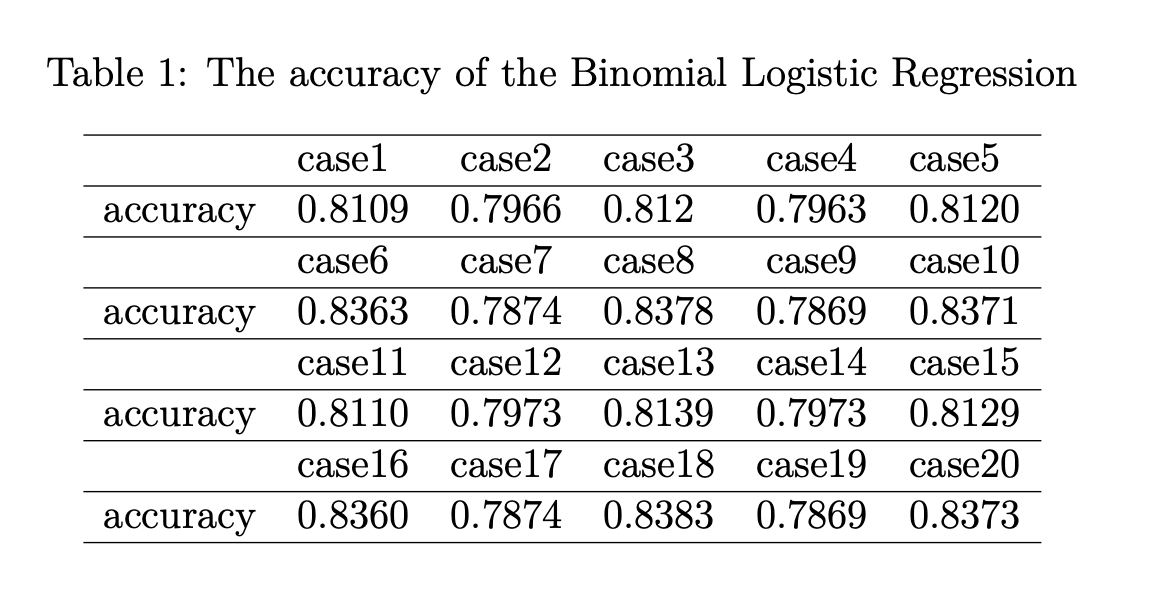 Table 1: The accuracy of the Binomial Logistic Regression
case1 case2 case3 case4 case5
accuracy 0.8109 0.7966 0.812 0.7963 0.8120
case6 case7 case8 case9 case10
accuracy 0.8363 0.7874 0.8378 0.7869 0.8371
case11 case12 case13 case14 case15
accuracy 0.8110 0.7973 0.8139 0.7973 0.8129
case16 case17 case18 case19 case20
accuracy 0.8360 0.7874 0.8383 0.7869 0.8373